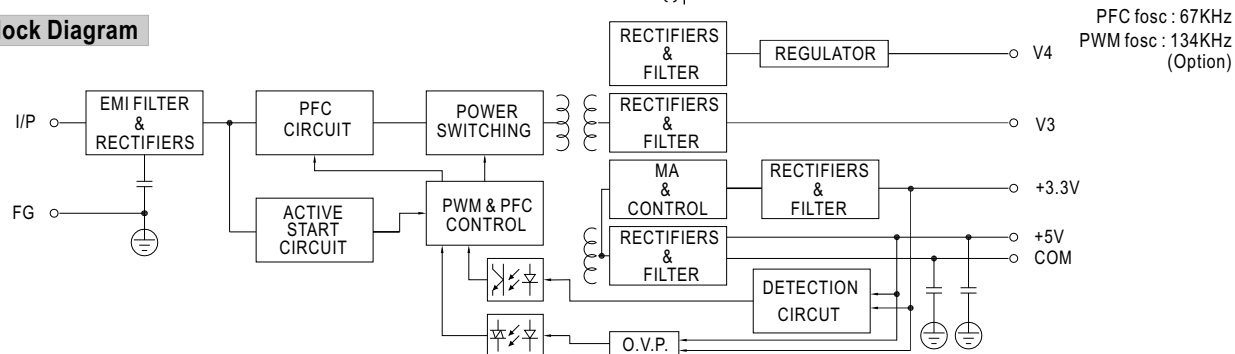 lock Diagram
PFC fosc : 67KHz
PWM fosc : 134KHz
(Option)
RECTIFIERS
&
FILTER
REGULATOR
V4
I/P
EMI FILTER
&
RECTIFIERS
PFC
CIRCUIT
POWER
SWITCHING
RECTIFIERS
&
FILTER
V3
MA
&
CONTROL
RECTIFIERS
&
FILTER
+3.3V
FG
ACTIVE
START
CIRCUIT
PWM & PFC
CONTROL
RECTIFIERS
&
FILTER
+5V
COM
DETECTION
CIRCUT
O.V.P.